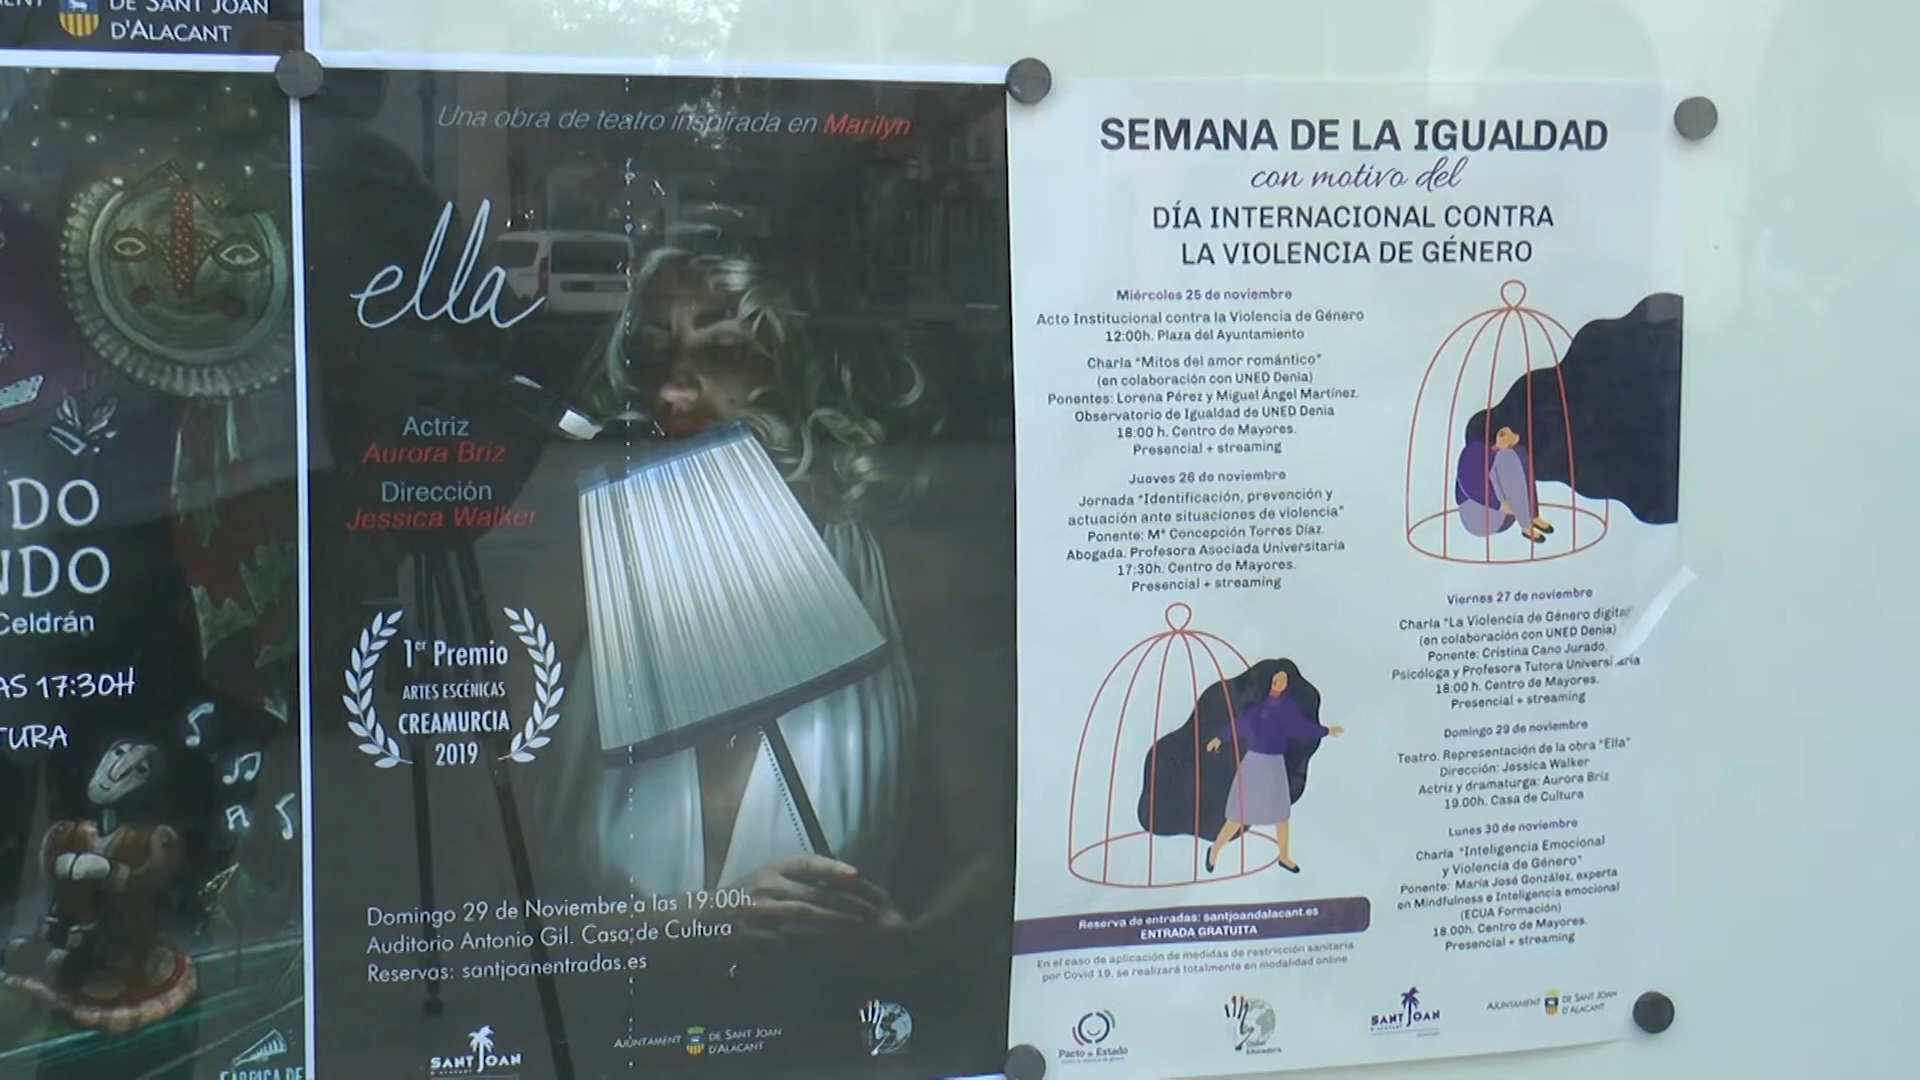 DE SANT JOAN
D'ALACANT
DO
NDO
Celdrán
AS 17:30H
TURA
Una obra de teatro inspirada en Marilyn
ella
Actriz
Aurora Briz
Dirección
Jessica Walker
1er Premio
ARTES ESCÉNICAS
CREAMURCIA
2019
Domingo 29 de Noviembre a las 19:00h.
Auditorio Antonio Gil. Casa de Cultura
Reservas: santjoanentradas.es
SANT JOAN
AJUNTAMENT DE SANT JOAN
D'ALACANT
SEMANA DE LA IGUALDAD
con motivo del
DÍA INTERNACIONAL CONTRA
LA VIOLENCIA DE GÉNERO
Miércoles 25 de noviembre
Acto Institucional contra la Violencia de Género
12:00h. Plaza del Ayuntamiento
Charla "Mitos del amor romántico"
(en colaboración con UNED Denia)
Ponentes: Lorena Pérez y Miguel Ángel Martínez.
Observatorio de Igualdad de UNED Denia
18:00 h. Centro de Mayores.
Presencial + streaming
Jueves 26 de noviembre
Jornada "Identificación, prevención y
actuación ante situaciones de violencia"
Ponente: Mª Concepción Torres Díaz.
Abogada. Profesora Asociada Universitaria
17:30h. Centro de Mayores.
Presencial + streaming
Viernes 27 de noviembre
Charla "La Violencia de Género digital
(en colaboración con UNED Denia)
Ponente: Cristina Cano Jurado.
Psicóloga y Profesora Tutora Universitaria
18:00 h. Centro de Mayores.
Presencial + streaming
Domingo 29 de noviembre
Teatro. Representación de la obra "Ella"
Dirección: Jessica Walker
Actriz y dramaturga: Aurora Briz
19.00h. Casa de Cultura
Lunes 30 de noviembre
Charla "Inteligencia Emocional
y Violencia de Género"
Ponente: María José González, experta
en Mindfulness e Inteligencia emocional
(ECUA Formación)
18.00h. Centro de Mayores.
Presencial + streaming
Reserva de entradas: santjoandalacant.es
ENTRADA GRATUITA
En el caso de aplicación de medidas de restricción sanitaria
por Covid 19, se realizará totalmente en modalidad online.
Pacto de Estado
Ciutat
Educadora
SANT JOAN
AJUNTAMENT DE SANT JOAN
D'ALACANT
FÀBRICA DE